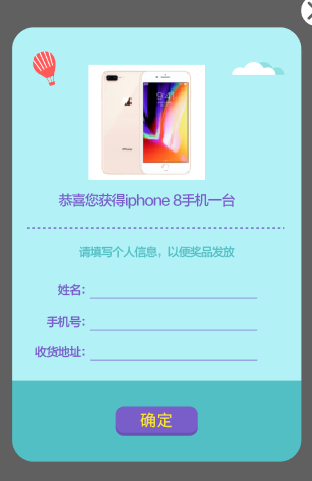 恭喜您获得iphone 8手机一台
请填写个人信息，以便奖品发放
姓名：
手机号：
收货地址：
确定